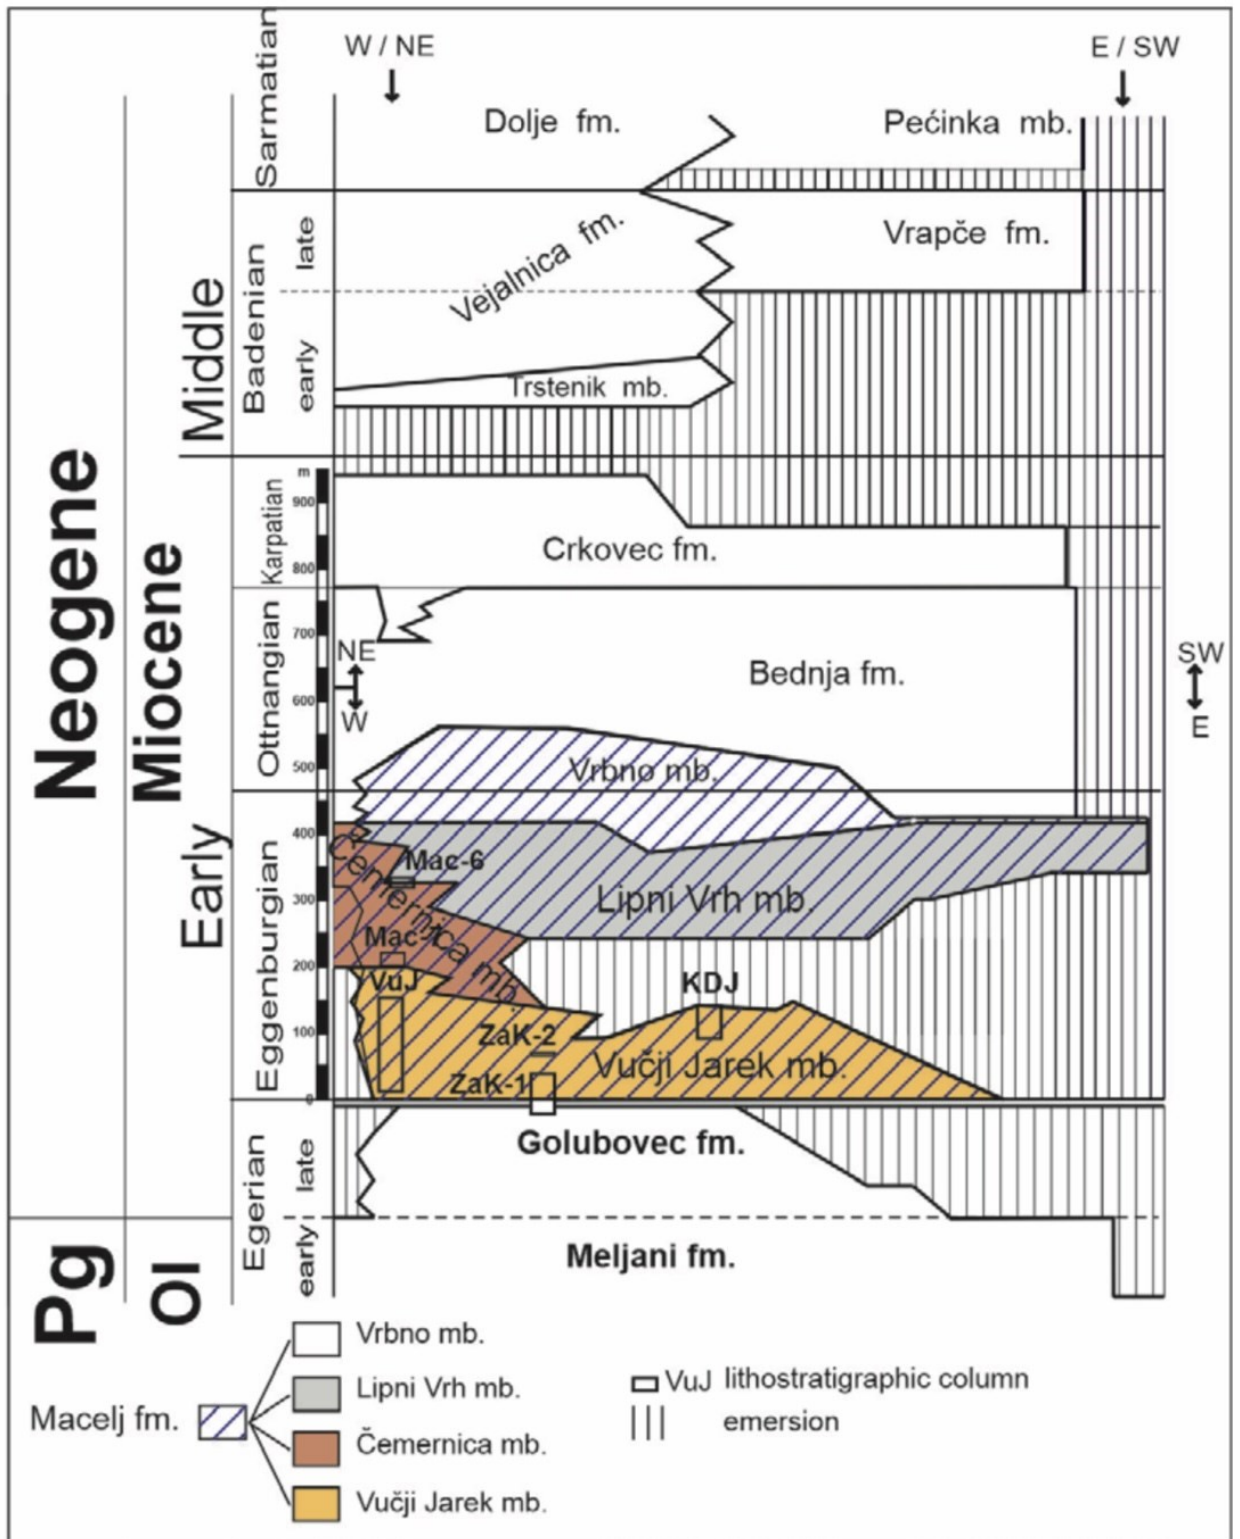 W / NE
E / SW
Sarmatian
Dolje fm.
Pećinka mb.
late
Vejalnica fm.
Vrapče fm.
Badenian
Middle
early
Trstenik mb.
Neogene
Miocene
Karpatian
m
900
800
Crkovec fm.
Ottnangian
700
600
500
NE
W
SW
E
Bednja fm.
Vrbno mb.
Early
Eggenburgian
400
300
200
100
0
Čemernica mb.
Mac-6
Lipni Vrh mb.
VuJ
KDJ
ZaK-2
Vučji Jarek mb.
ZaK-1
Egerian
late
Golubovec fm.
Pg
Ol
early
Meljani fm.
Macelj fm.
Vrbno mb.
Lipni Vrh mb.
Čemernica mb.
Vučji Jarek mb.
VuJ lithostratigraphic column
emersion